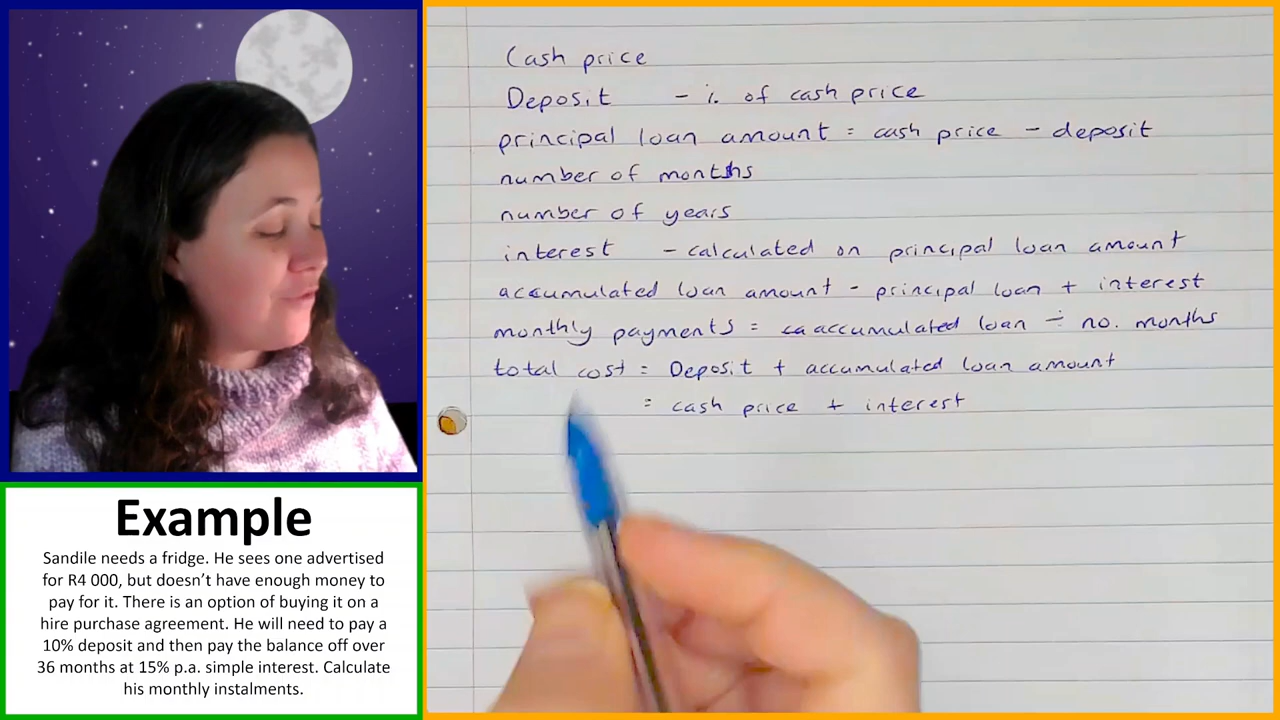 Cash price
Deposit - % of cash price
principal loan amount = cash price - deposit
number of months
number of years
interest - calculated on principal loan amount
accumulated loan amount - principal loan + interest
monthly payments = accumulated loan ÷ no. months
total cost = Deposit + accumulated loan amount
= cash price + interest
Example
Sandile needs a fridge. He sees one advertised
for R4 000, but doesn't have enough money to
pay for it. There is an option of buying it on a
hire purchase agreement. He will need to pay a
10% deposit and then pay the balance off over
36 months at 15% p.a. simple interest. Calculate
his monthly instalments.